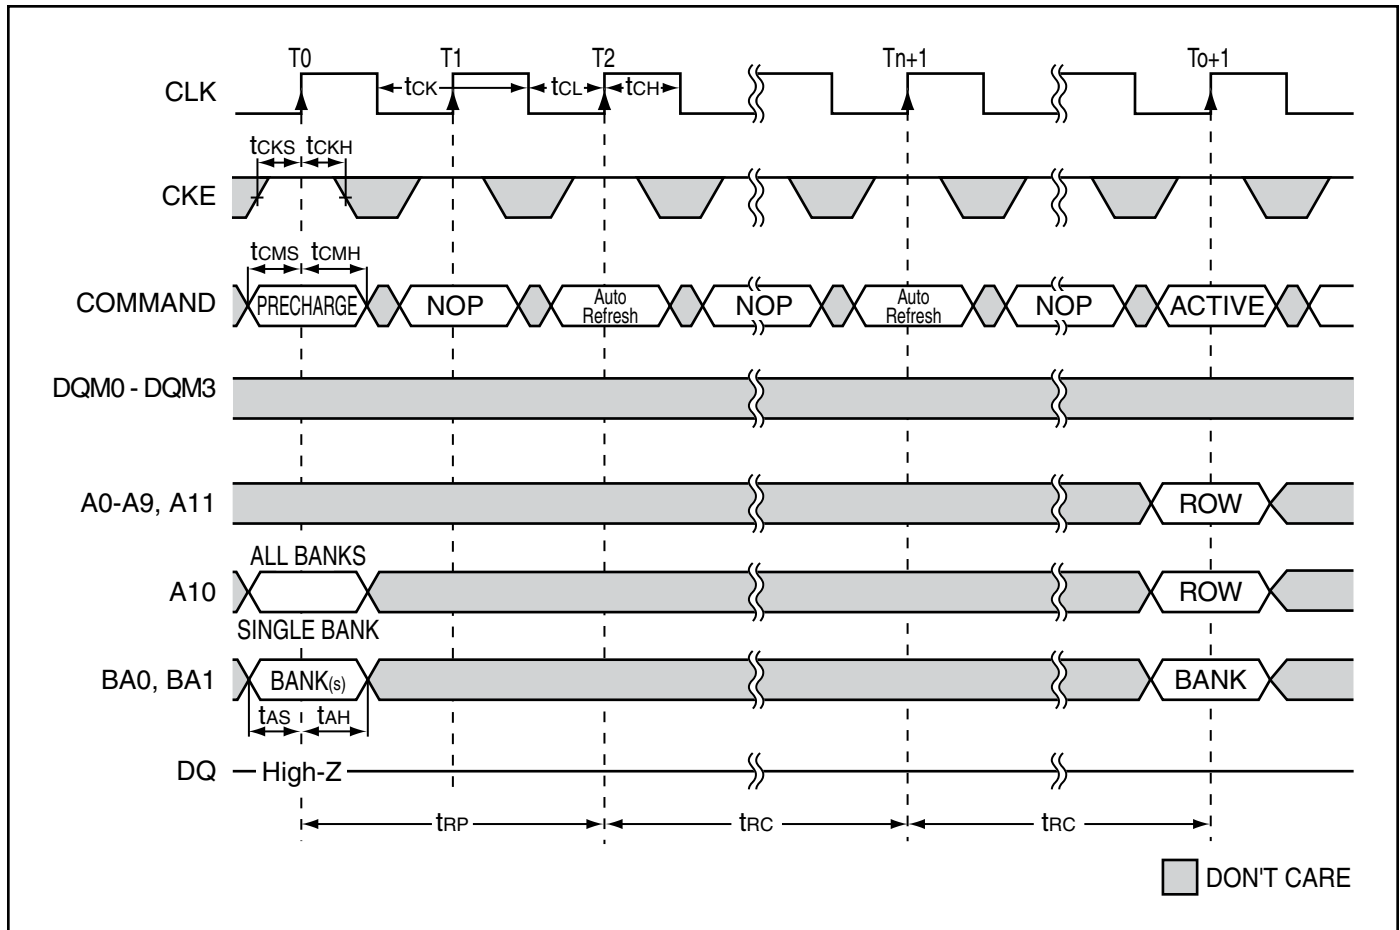 T0 T1 T2 Tn+1 To+1
CLK tCK tCL tCH
tCKS tCKH
CKE
tCMS tCMH
COMMAND PRECHARGE NOP Auto Refresh NOP Auto Refresh NOP ACTIVE
DQM0 - DQM3
A0-A9, A11 ROW
ALL BANKS
A10 ROW
SINGLE BANK
BA0, BA1 BANK(s) BANK
tAS tAH
DQ High-Z
tRP tRC tRC
DON'T CARE